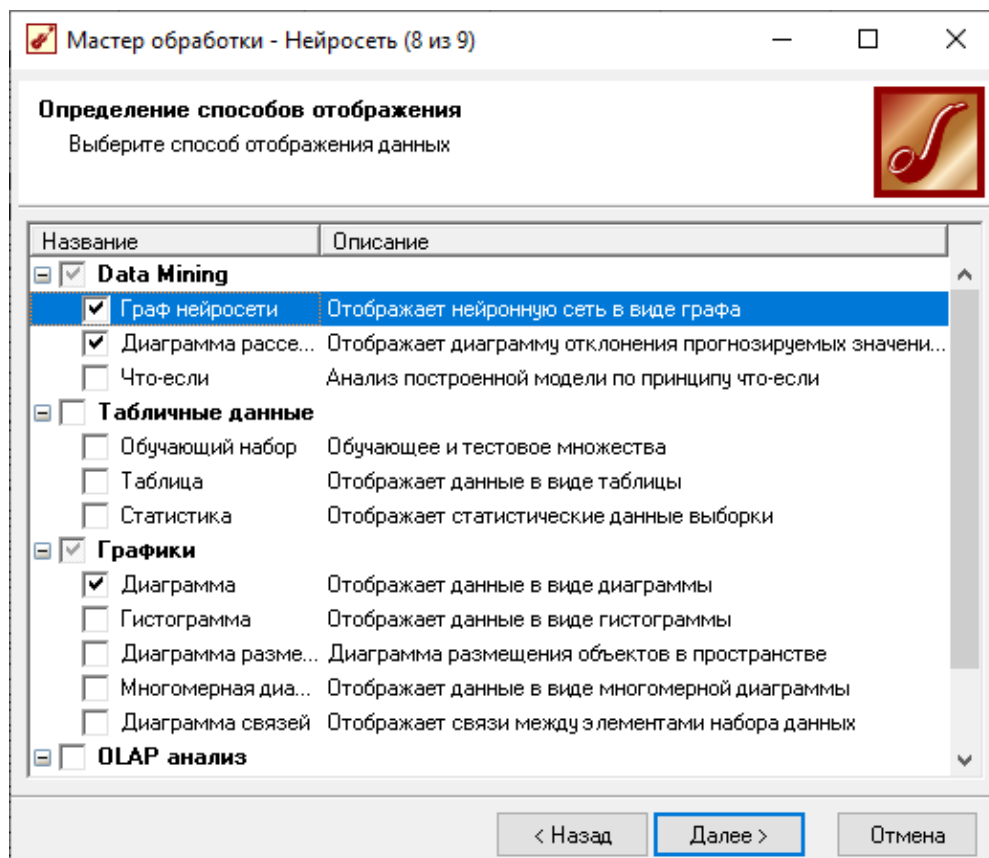 Мастер обработки - Нейросеть (8 из 9)
Определение способов отображения
Выберите способ отображения данных
Название Описание
Data Mining
Граф нейросети Отображает нейронную сеть в виде графа
Диаграмма рассе... Отображает диаграмму отклонения прогнозируемых значени...
Что-если Анализ построенной модели по принципу что-если
Табличные данные
Обучающий набор Обучающее и тестовое множества
Таблица Отображает данные в виде таблицы
Статистика Отображает статистические данные выборки
Графики
Диаграмма Отображает данные в виде диаграммы
Гистограмма Отображает данные в виде гистограммы
Диаграмма разме... Диаграмма размещения объектов в пространстве
Многомерная диа... Отображает данные в виде многомерной диаграммы
Диаграмма связей Отображает связи между элементами набора данных
OLAP анализ
< Назад Далее > Отмена